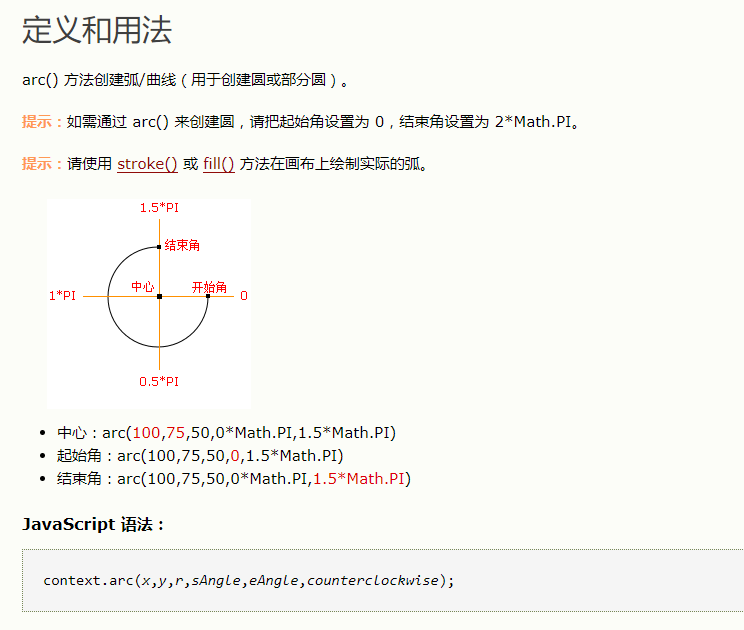 定义和用法
arc() 方法创建弧/曲线（用于创建圆或部分圆）。
提示：如需通过 arc() 来创建圆，请把起始角设置为 0，结束角设置为 2*Math.PI。
提示：请使用 stroke() 或 fill() 方法在画布上绘制实际的弧。
1.5*PI
结束角
中心
开始角
1*PI
0
0.5*PI
中心：arc(100,75,50,0*Math.PI,1.5*Math.PI)
起始角：arc(100,75,50,0,1.5*Math.PI)
结束角：arc(100,75,50,0*Math.PI,1.5*Math.PI)
JavaScript 语法：
context.arc(x,y,r,sAngle,eAngle,counterclockwise);